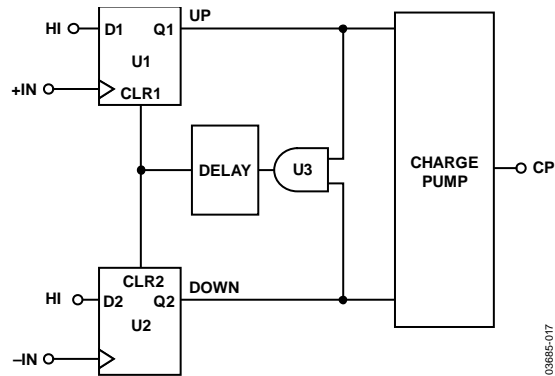 HI
D1
Q1
UP
U1
+IN
CLR1
DELAY
U3
CHARGE
PUMP
CP
CLR2
DOWN
HI
D2
Q2
U2
–IN
03685-017